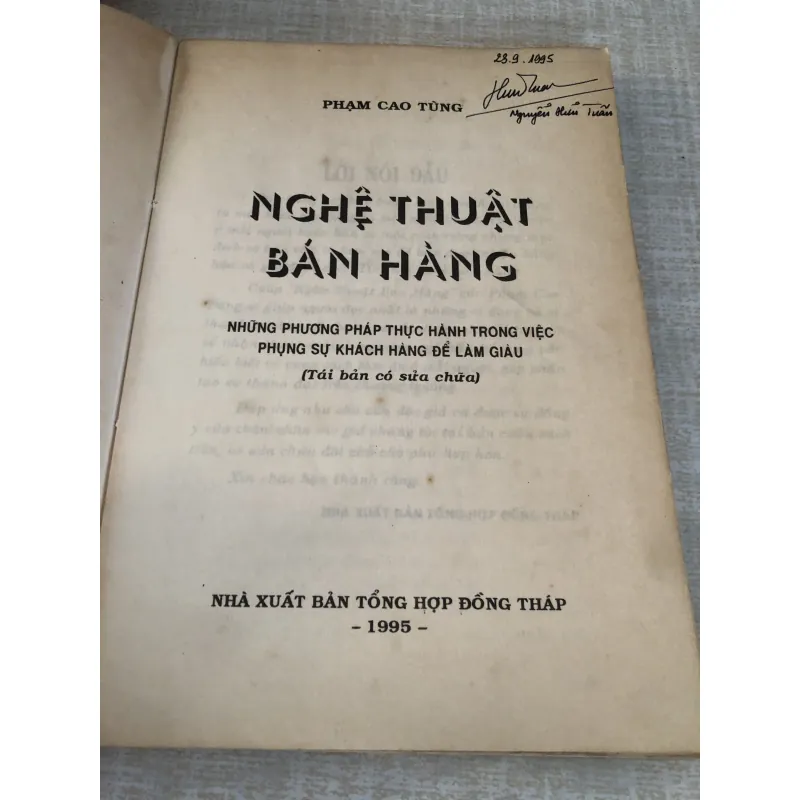 23.9.1995
PHẠM CAO TÙNG
Nguyễn Hữu Tuấn
NGHỆ THUẬT
BÁN HÀNG
NHỮNG PHƯƠNG PHÁP THỰC HÀNH TRONG VIỆC
PHỤNG SỰ KHÁCH HÀNG ĐỂ LÀM GIÀU
(Tái bản có sửa chữa)
NHÀ XUẤT BẢN TỔNG HỢP ĐỒNG THÁP
- 1995 -